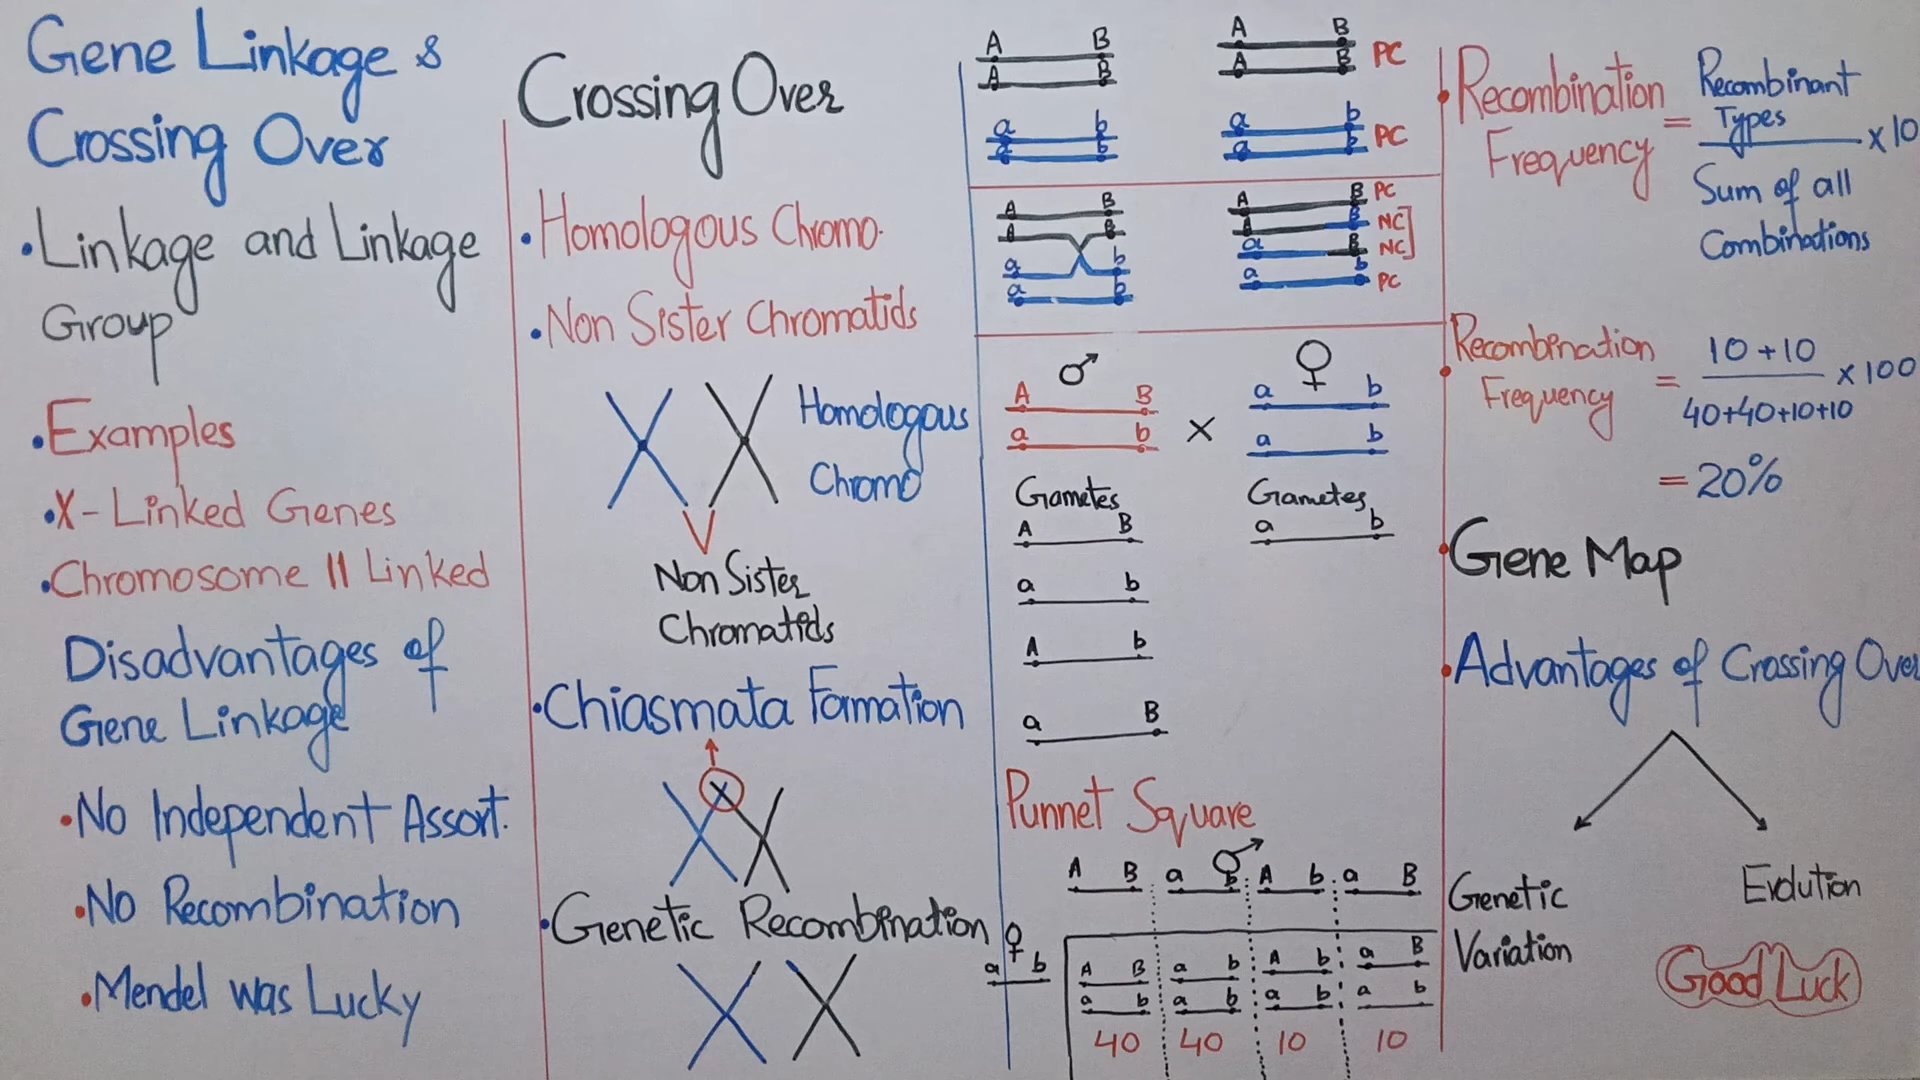 Gene Linkage &
Crossing Over
•Linkage and Linkage
Group
•Examples
•X-Linked Genes
•Chromosome 11 Linked
Disadvantages of
Gene Linkage
•No Independent Assort.
•No Recombination
•Mendel was Lucky
Crossing Over
•Homologous Chromo.
•Non Sister Chromatids
Homologous
Chromo
Non Sister
Chromatids
•Chiasmata Formation
•Genetic Recombination
A B
A B
a b
a b
A B
A B PC
a b
a b PC
A B
A B
a b
a b
A B PC
A B NC
a B NC
a b PC
♂ ♀
A B a b
a b × a b
Gametes Gametes
A B a b
a b
A b
a B
Punnet Square
♂
A B a b A b a B
♀
a b
A B a b A b a B
a b a b a b a b
40 40 10 10
•Recombination
Frequency = Recombinant
Types
×10
Sum of all
Combinations
•Recombination
Frequency = 10+10
×100
40+40+10+10
= 20%
•Gene Map
•Advantages of Crossing Over
Genetic
Variation
Evolution
Good Luck